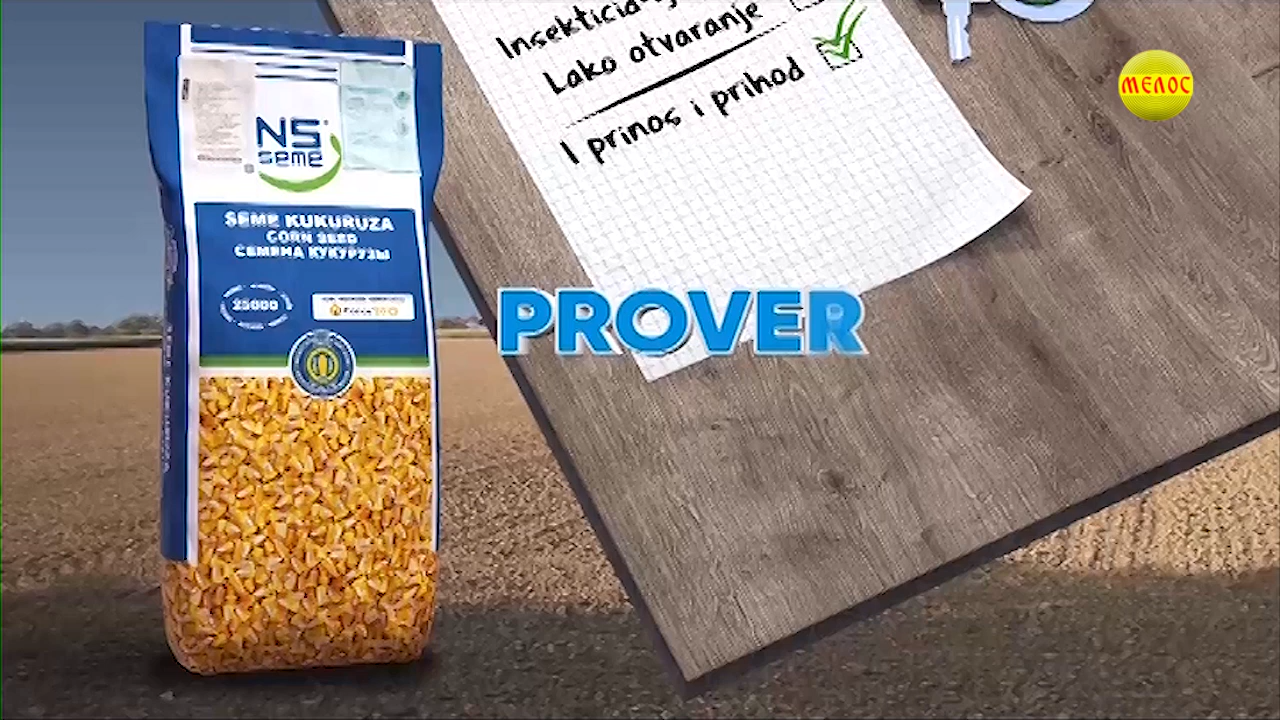 Lako otvaranje
I prinos i prihod
МЕЛОС
NS
seme
SEME KUKURUZA
CORN SEED
СЕМЕНА КУКУРУЗЫ
25000
PROVER